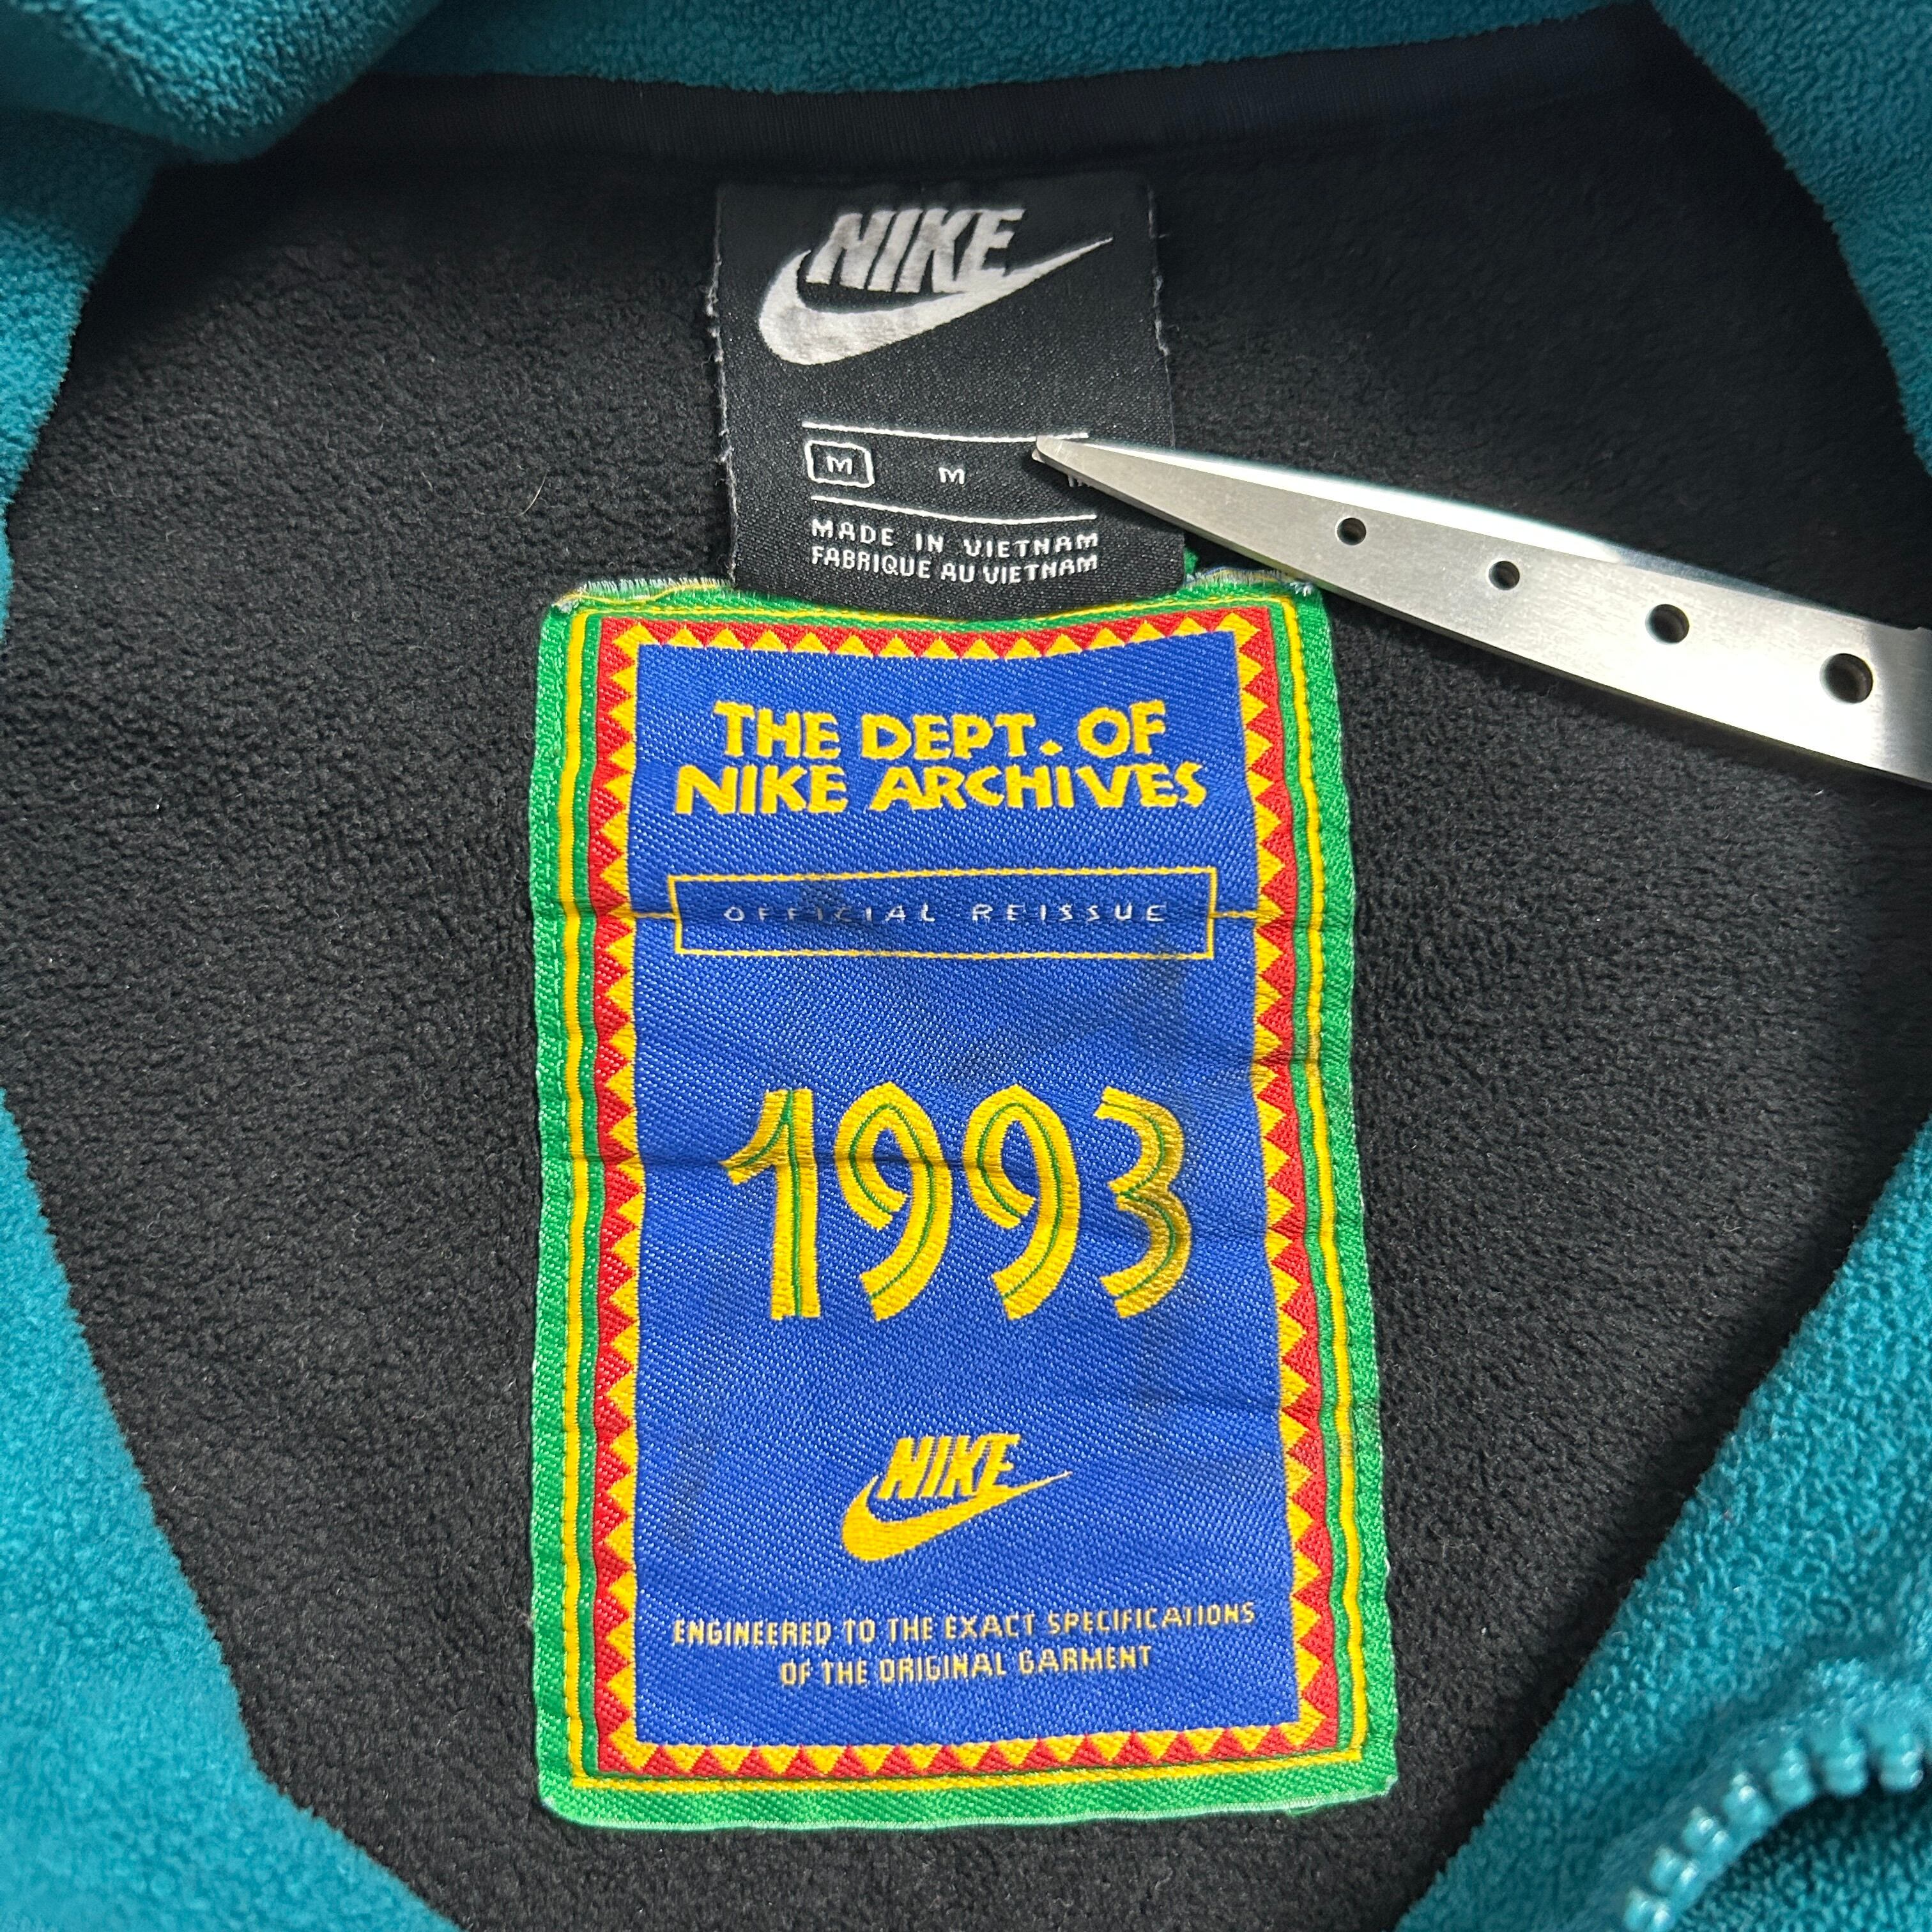 NIKE
M M
MADE IN VIETNAM
FABRIQUE AU VIETNAM
THE DEPT. OF
NIKE ARCHIVES
OFFICIAL REISSUE
1993
NIKE
ENGINEERED TO THE EXACT SPECIFICATIONS
OF THE ORIGINAL GARMENT